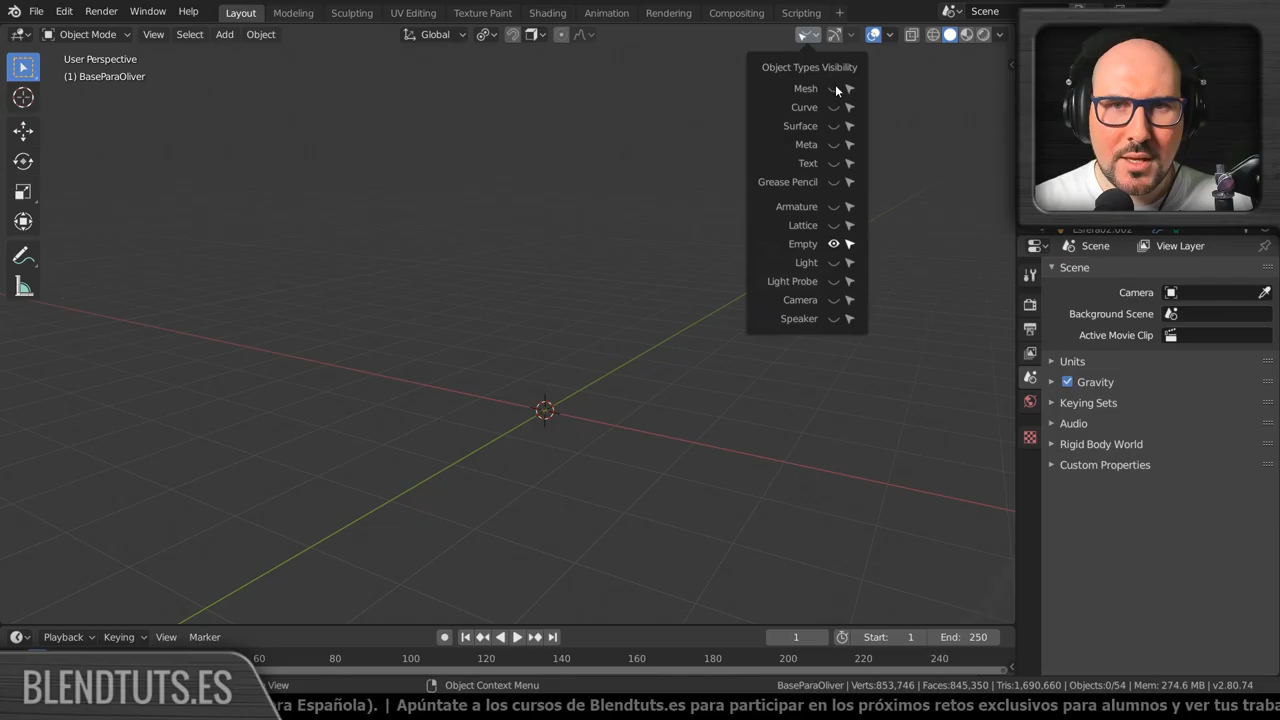 File Edit Render Window Help
Layout Modeling Sculpting UV Editing Texture Paint Shading Animation Rendering Compositing Scripting +
Scene
Object Mode View Select Add Object
Global
User Perspective
(1) BaseParaOliver
Object Types Visibility
Mesh
Curve
Surface
Meta
Text
Grease Pencil
Armature
Lattice
Empty
Light
Light Probe
Camera
Speaker
Esfera02.002
Scene View Layer
Scene
Camera
Background Scene
Active Movie Clip
Units
Gravity
Keying Sets
Audio
Rigid Body World
Custom Properties
Playback Keying View Marker
1 Start: 1 End: 250
60 80 100 120 140 160 180 200 220 240
View Object Context Menu
BaseParaOliver | Verts:853,746 | Faces:845,350 | Tris:1,690,660 | Objects:0/54 | Mem: 274.6 MB | v2.80.74
BLENDTUTS.ES
ra Española). | Apúntate a los cursos de Blendtuts.es para participar en los próximos retos exclusivos para alumnos y ver tus traba